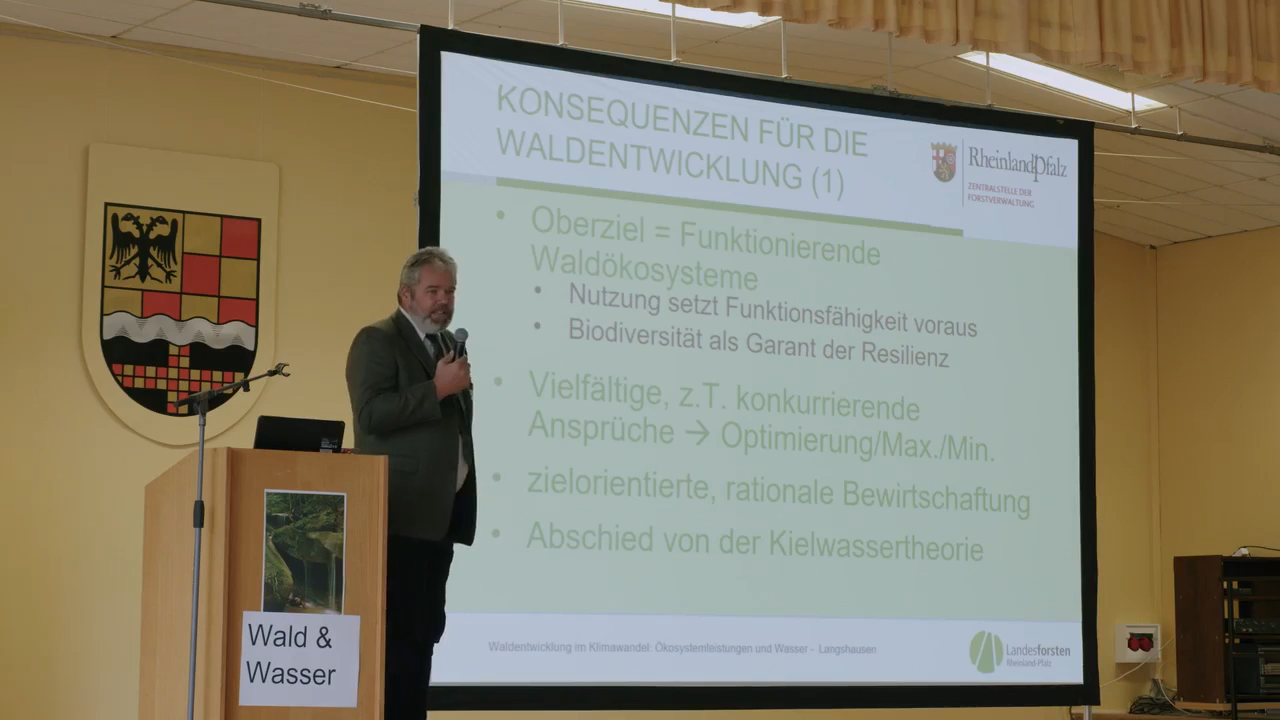 KONSEQUENZEN FÜR DIE
WALDENTWICKLUNG (1)
RheinlandPfalz
ZENTRALSTELLE DER
FORSTVERWALTUNG
• Oberziel = Funktionierende
Waldökosysteme
• Nutzung setzt Funktionsfähigkeit voraus
• Biodiversität als Garant der Resilienz
• Vielfältige, z.T. konkurrierende
Ansprüche → Optimierung/Max./Min.
• zielorientierte, rationale Bewirtschaftung
• Abschied von der Kielwassertheorie
Waldentwicklung im Klimawandel: Ökosystemleistungen und Wasser - Langshausen
Landesforsten
Rheinland-Pfalz
Wald &
Wasser